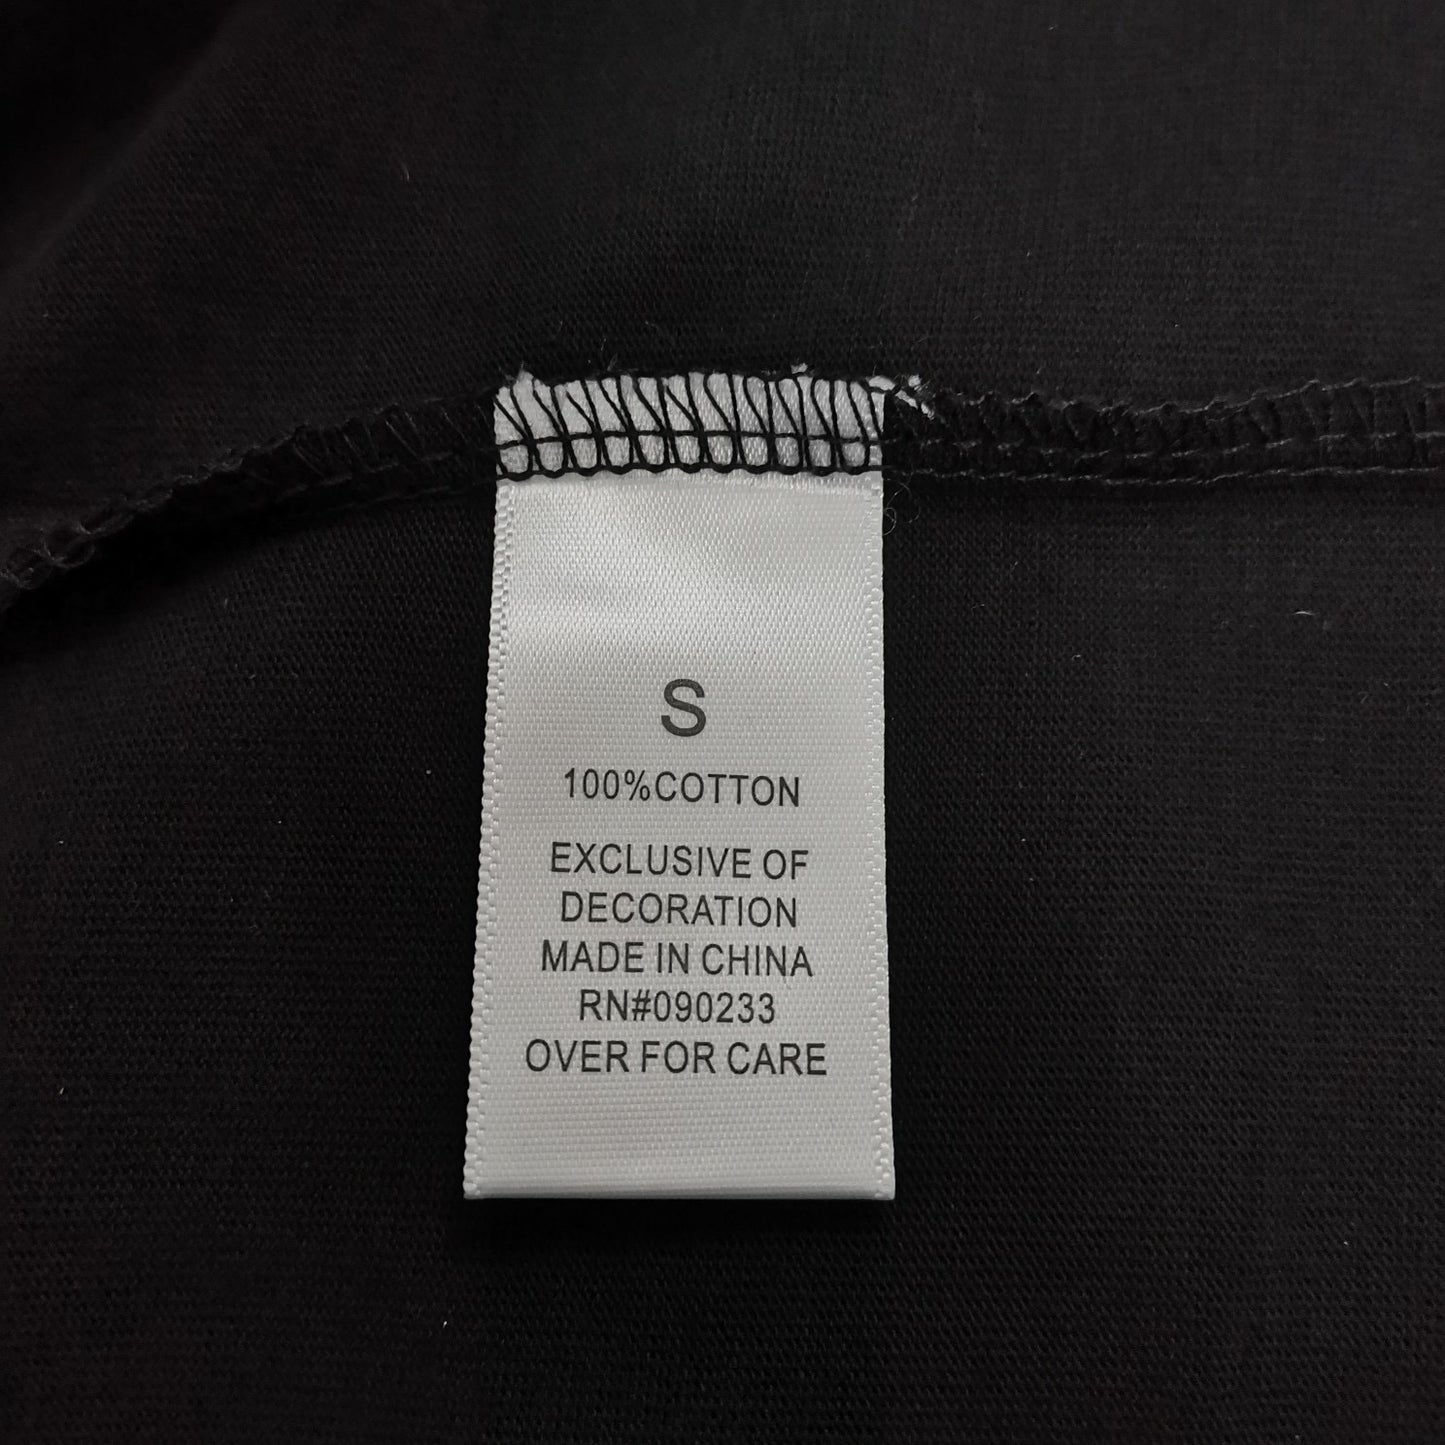 S
100%COTTON
EXCLUSIVE OF
DECORATION
MADE IN CHINA
RN#090233
OVER FOR CARE